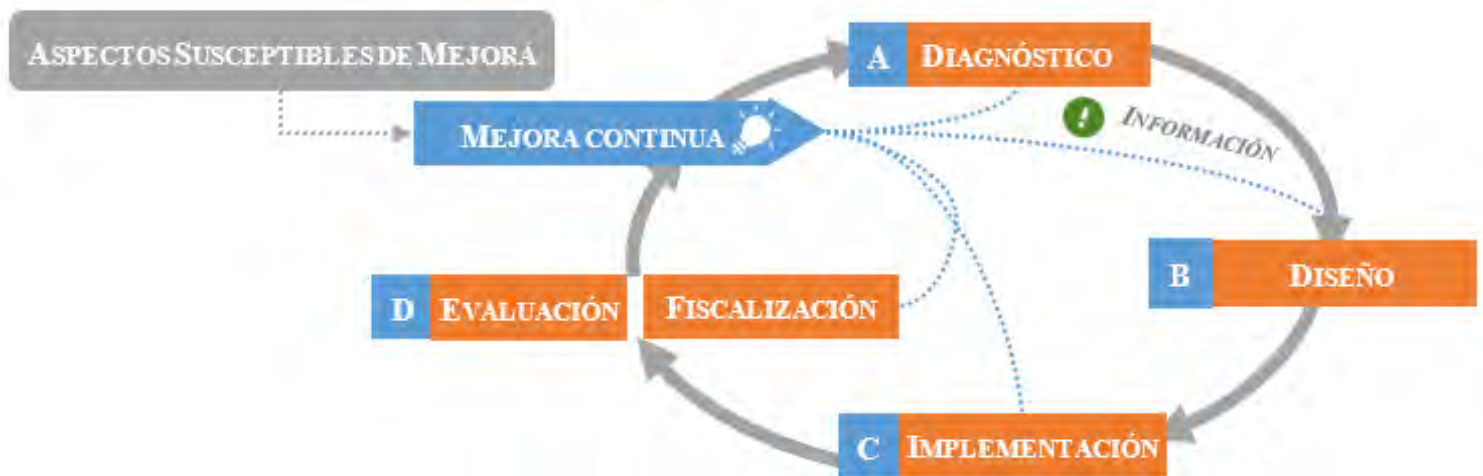 ASPECTOS SUSCEPTIBLES DE MEJORA
A DIAGNÓSTICO
! INFORMACIÓN
MEJORA CONTINUA
B DISEÑO
D EVALUACIÓN FISCALIZACIÓN
C IMPLEMENTACIÓN